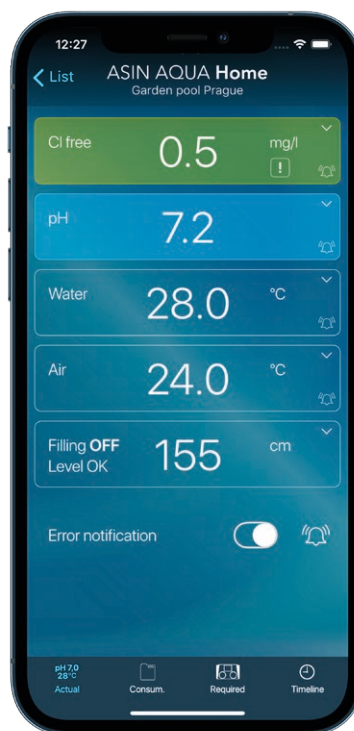 12:27
List
ASIN AQUA Home
Garden pool Prague
Cl free
0.5
mg/l
!
pH
7.2
Water
28.0
°C
Air
24.0
°C
Filling OFF
Level OK
155
cm
Error notification
pH 7,0
28°C
Actual
Consum.
Required
Timeline